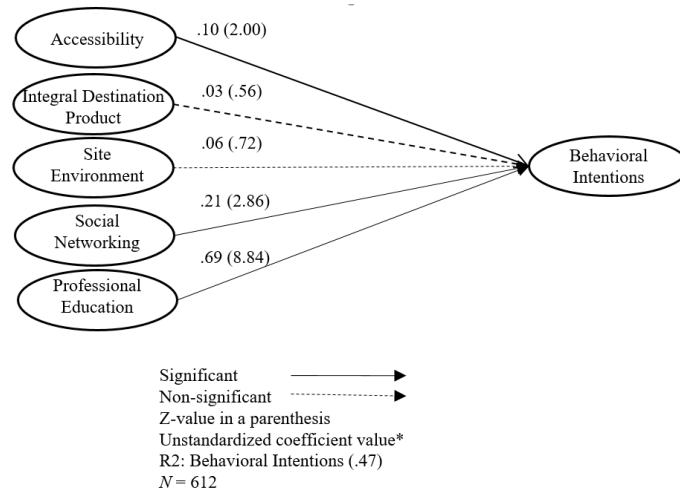 .10 (2.00)
Accessibility
.03 (.56)
Integral Destination
Product
.06 (.72)
Site
Environment
Behavioral
Intentions
.21 (2.86)
Social
Networking
.69 (8.84)
Professional
Education
Significant
Non-significant
Z-value in a parenthesis
Unstandardized coefficient value*
R2: Behavioral Intentions (.47)
N = 612